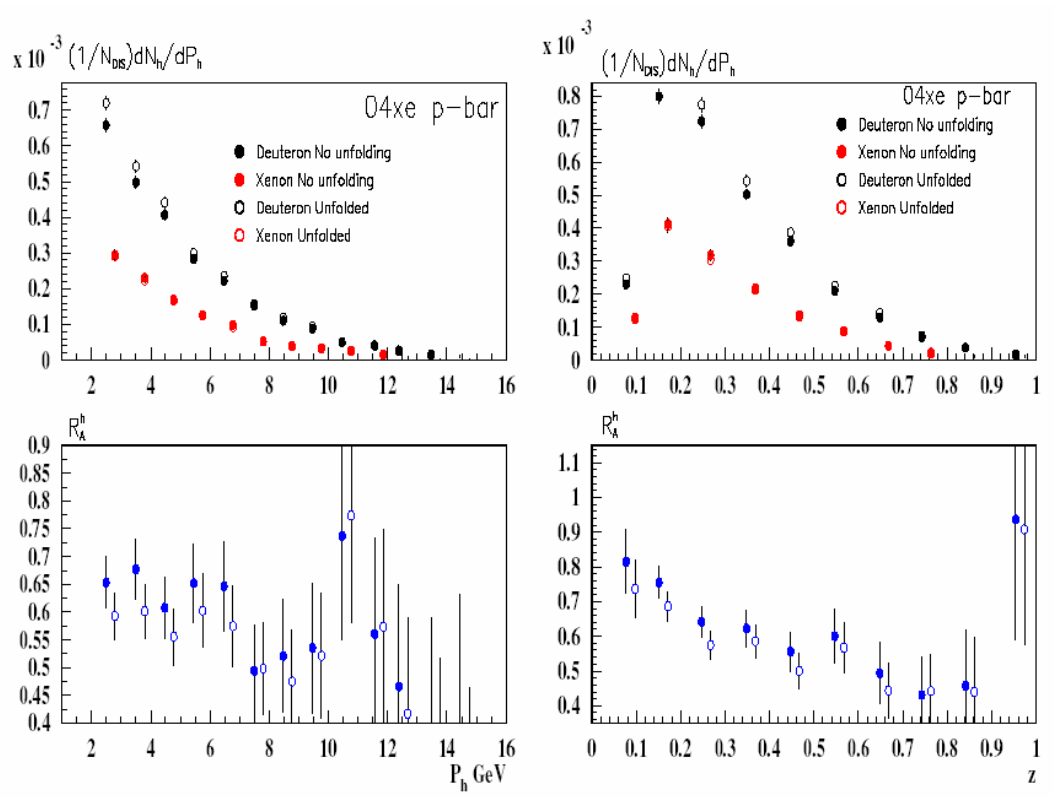 x 10 -3 (1/N_DIS)dN_h/dP_h
04xe p-bar
Deuteron No unfolding
Xenon No unfolding
Deuteron Unfolded
Xenon Unfolded
0.7
0.6
0.5
0.4
0.3
0.2
0.1
0
2 4 6 8 10 12 14 16
x 10 -3
(1/N_DIS)dN_h/dP_h
04xe p-bar
Deuteron No unfolding
Xenon No unfolding
Deuteron Unfolded
Xenon Unfolded
0.8
0.7
0.6
0.5
0.4
0.3
0.2
0.1
0
0 0.1 0.2 0.3 0.4 0.5 0.6 0.7 0.8 0.9 1
R_A^h
0.9
0.85
0.8
0.75
0.7
0.65
0.6
0.55
0.5
0.45
0.4
2 4 6 8 10 12 14 16
P_h GeV
R_A^h
1.1
1
0.9
0.8
0.7
0.6
0.5
0.4
0 0.1 0.2 0.3 0.4 0.5 0.6 0.7 0.8 0.9 1
z